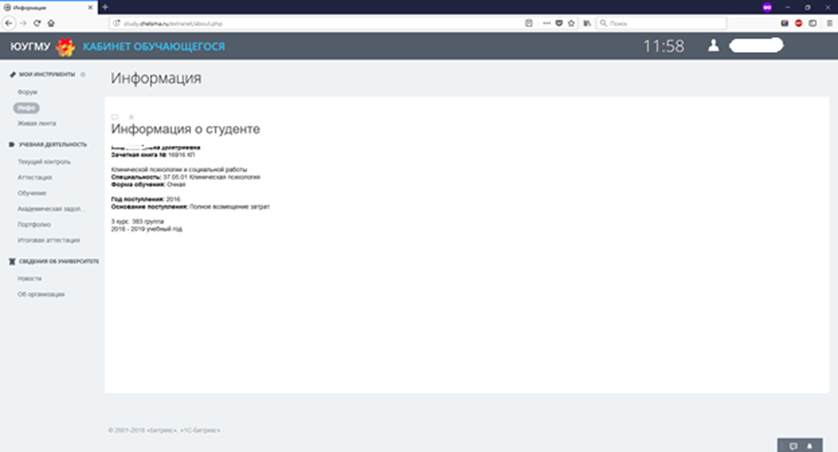 Информация
study.chelsma.ru/extranet/about.php
Поиск
ЮУГМУ КАБИНЕТ ОБУЧАЮЩЕГОСЯ
11:58
МОИ ИНСТРУМЕНТЫ
Форум
Инфо
Живая лента
УЧЕБНАЯ ДЕЯТЕЛЬНОСТЬ
Текущий контроль
Аттестация
Обучение
Академическая задол...
Портфолио
Итоговая аттестация
СВЕДЕНИЯ ОБ УНИВЕРСИТЕТЕ
Новости
Об организации
Информация
Информация о студенте
Дмитриевна
Зачетная книга №: 16916 КП
Клинической психологии и социальной работы
Специальность: 37.05.01 Клиническая психология
Форма обучения: Очная
Год поступления: 2016
Основание поступления: Полное возмещение затрат
3 курс 383 группа
2018 - 2019 учебный год
© 2001-2018 «Битрикс», «1С-Битрикс»